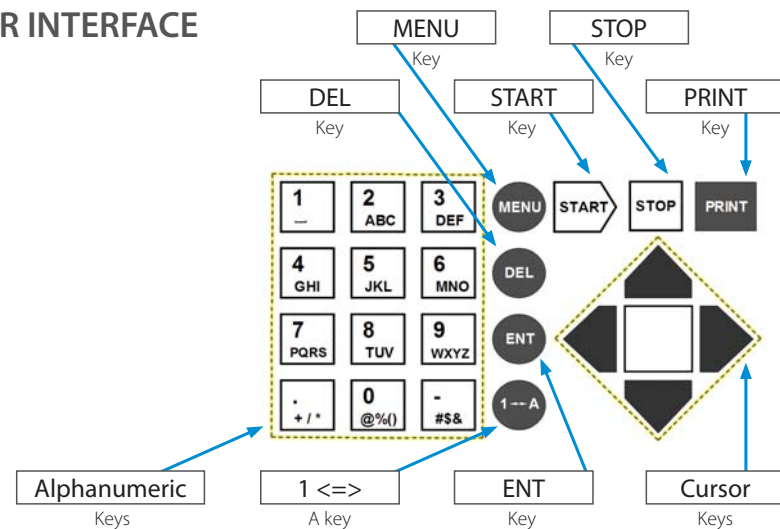 R INTERFACE
MENU
Key
STOP
Key
DEL
Key
START
Key
PRINT
Key
1
_
2
ABC
3
DEF
MENU
START
STOP
PRINT
4
GHI
5
JKL
6
MNO
DEL
7
PQRS
8
TUV
9
WXYZ
ENT
.
+ / *
0
@%()
-
#$&
1↔A
Alphanumeric
Keys
1 <=>
A key
ENT
Key
Cursor
Keys